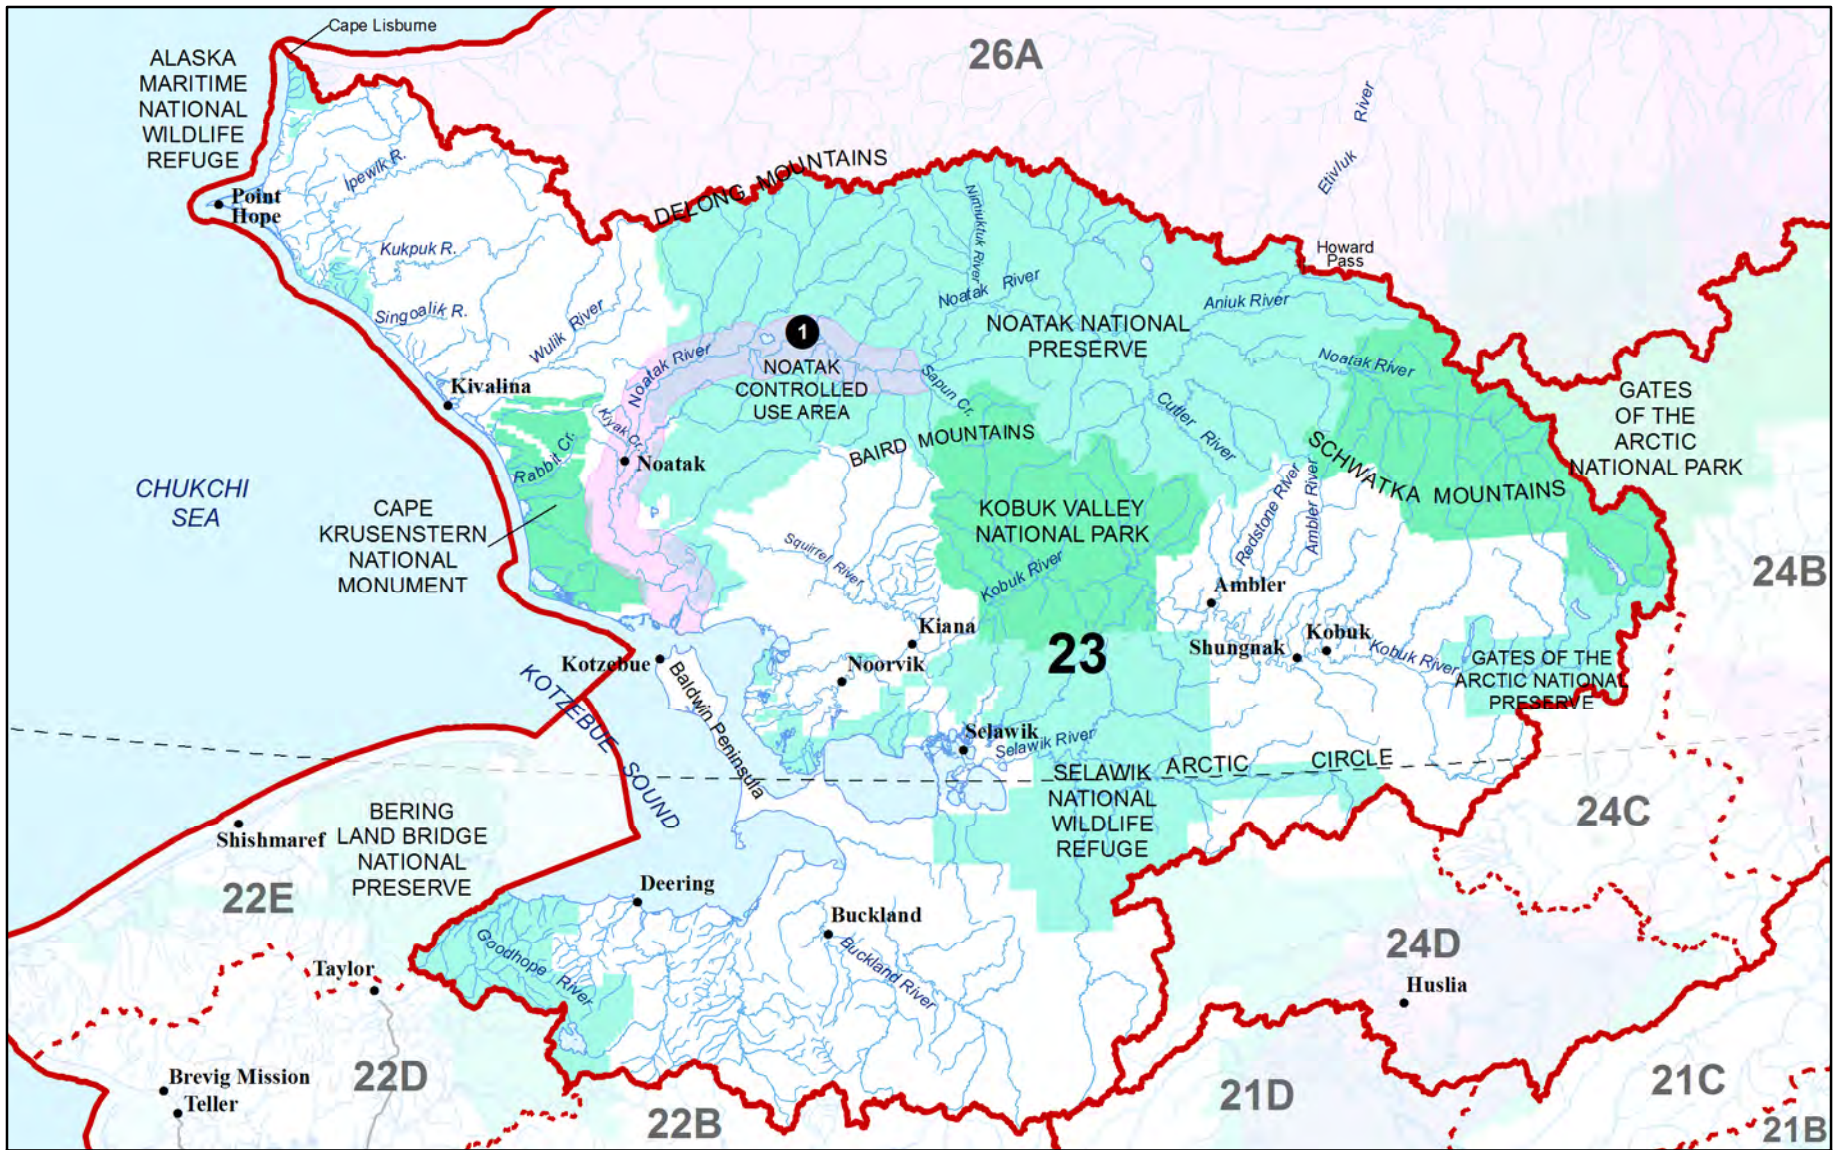 Cape Lisburne
26A
ALASKA
MARITIME
NATIONAL
WILDLIFE
REFUGE
Etivluk River
Ipewik R.
DELONG MOUNTAINS
Point
Hope
Nimiuktuk River
Kukpuk R.
Howard
Pass
Noatak River
Aniuk River
Singoalik R.
Wulik River
1
NOATAK NATIONAL
PRESERVE
Noatak River
NOATAK
CONTROLLED
USE AREA
Noatak River
Sapun Cr.
Kivalina
GATES
OF THE
ARCTIC
NATIONAL PARK
Kiyak Cr.
Cutler River
Rabbit Cr.
BAIRD MOUNTAINS
Noatak
SCHWATKA MOUNTAINS
CHUKCHI
SEA
CAPE
KRUSENSTERN
NATIONAL
MONUMENT
KOBUK VALLEY
NATIONAL PARK
Redstone River
Ambler River
Squirrel River
Kobuk River
24B
Ambler
Kiana
23
Kobuk
Shungnak
Kobuk River
Kotzebue
Noorvik
GATES OF THE
ARCTIC NATIONAL
PRESERVE
Baldwin Peninsula
KOTZEBUE SOUND
Selawik
Selawik River
ARCTIC CIRCLE
SELAWIK
NATIONAL
WILDLIFE
REFUGE
24C
BERING
LAND BRIDGE
NATIONAL
PRESERVE
Shishmaref
22E
Deering
Buckland
Buckland River
24D
Goodhope River
Taylor
Huslia
22D
Brevig Mission
Teller
21D
21C
22B
21B